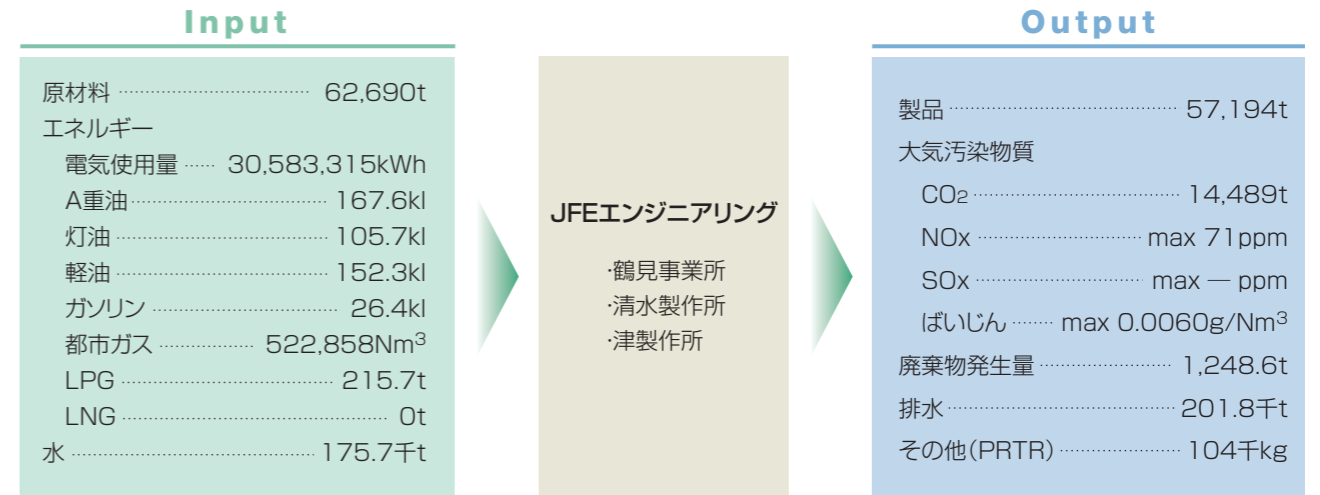 Input
原材料 62,690t
エネルギー
電気使用量 30,583,315kWh
A重油 167.6kl
灯油 105.7kl
軽油 152.3kl
ガソリン 26.4kl
都市ガス 522,858Nm³
LPG 215.7t
LNG 0t
水 175.7千t
JFEエンジニアリング
・鶴見事業所
・清水製作所
・津製作所
Output
製品 57,194t
大気汚染物質
CO₂ 14,489t
NOx max 71ppm
SOx max — ppm
ばいじん max 0.0060g/Nm³
廃棄物発生量 1,248.6t
排水 201.8千t
その他(PRTR) 104千kg